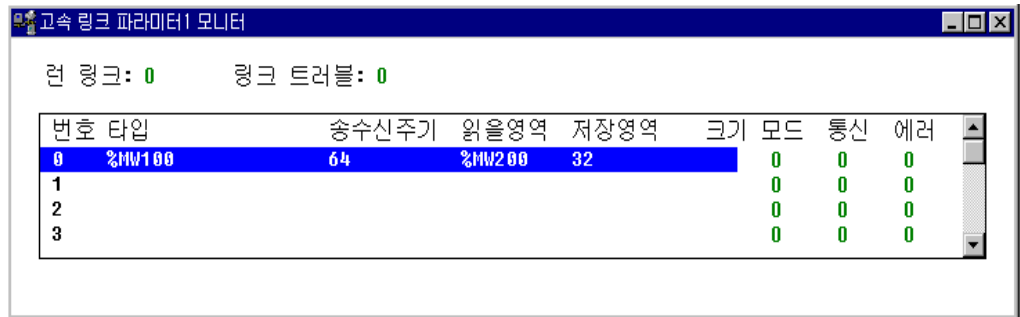 고속 링크 파라미터1 모니터
런 링크: 0 링크 트러블: 0
번호 타입 송수신주기 읽을영역 저장영역 크기 모드 통신 에러
0 %MW100 64 %MW200 32 0 0 0
1 0 0 0
2 0 0 0
3 0 0 0